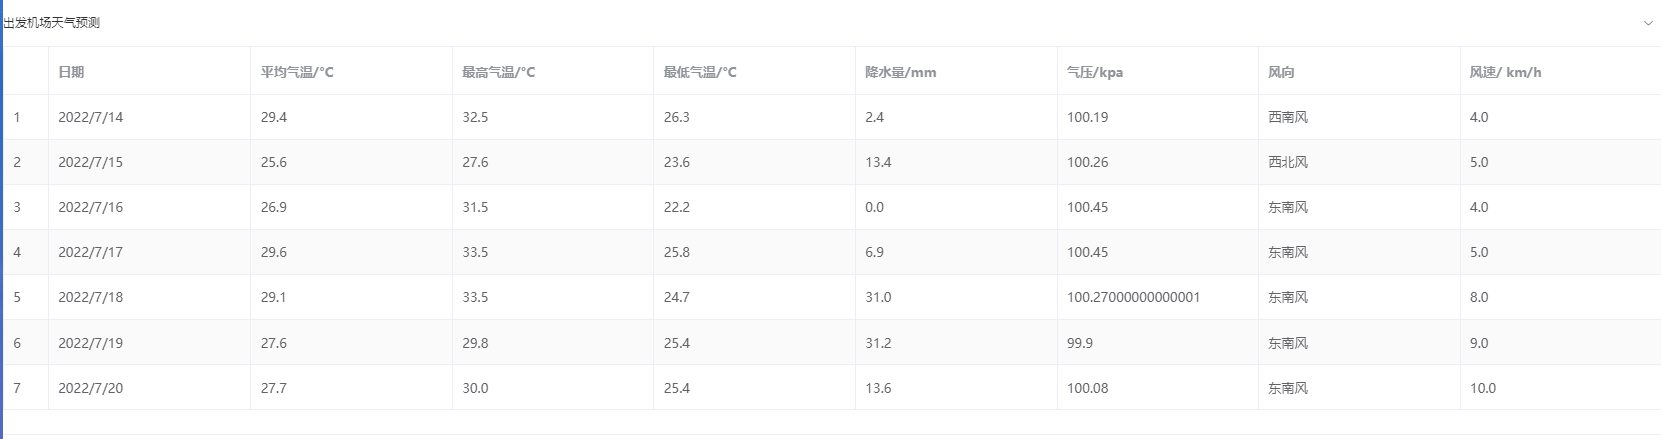 出发机场天气预测
日期 平均气温/°C 最高气温/°C 最低气温/°C 降水量/mm 气压/kpa 风向 风速/ km/h
1 2022/7/14 29.4 32.5 26.3 2.4 100.19 西南风 4.0
2 2022/7/15 25.6 27.6 23.6 13.4 100.26 西北风 5.0
3 2022/7/16 26.9 31.5 22.2 0.0 100.45 东南风 4.0
4 2022/7/17 29.6 33.5 25.8 6.9 100.45 东南风 5.0
5 2022/7/18 29.1 33.5 24.7 31.0 100.27000000000001 东南风 8.0
6 2022/7/19 27.6 29.8 25.4 31.2 99.9 东南风 9.0
7 2022/7/20 27.7 30.0 25.4 13.6 100.08 东南风 10.0